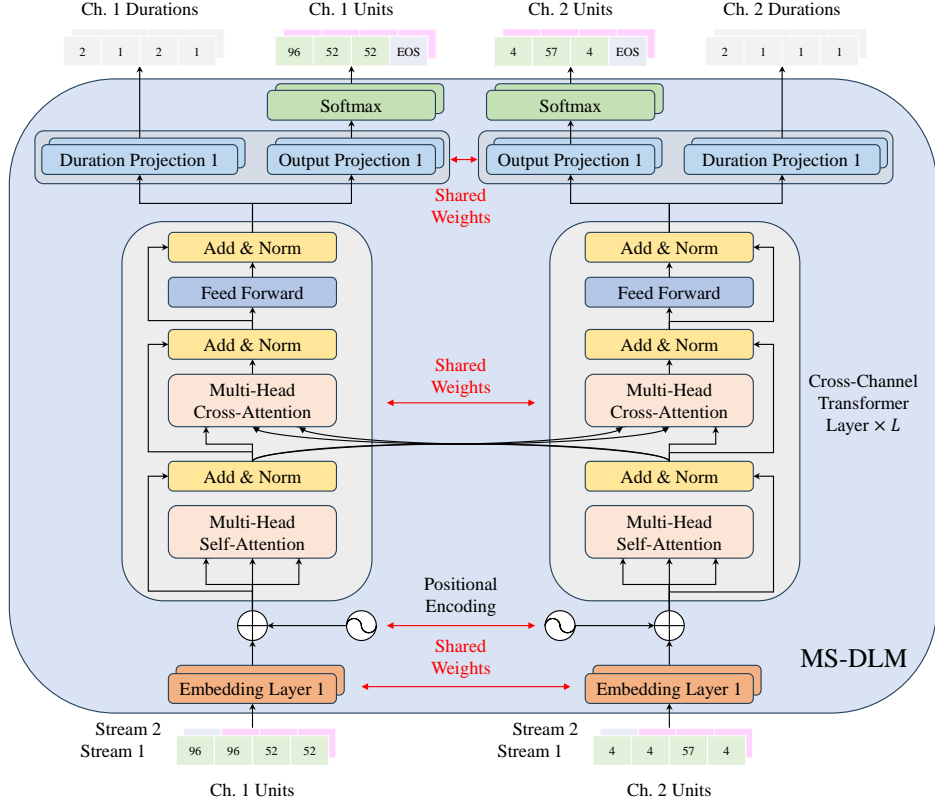 Ch. 1 Durations
Ch. 1 Units
Ch. 2 Units
Ch. 2 Durations
2 1 2 1
96 52 52 EOS
4 57 4 EOS
2 1 1 1
Softmax
Softmax
Duration Projection 1
Output Projection 1
Output Projection 1
Duration Projection 1
Shared
Weights
Add & Norm
Add & Norm
Feed Forward
Feed Forward
Add & Norm
Add & Norm
Multi-Head
Cross-Attention
Shared
Weights
Multi-Head
Cross-Attention
Cross-Channel
Transformer
Layer × L
Add & Norm
Add & Norm
Multi-Head
Self-Attention
Multi-Head
Self-Attention
Positional
Encoding
Shared
Weights
MS-DLM
Embedding Layer 1
Embedding Layer 1
Stream 2
Stream 1
96 96 52 52
Stream 2
Stream 1
4 4 57 4
Ch. 1 Units
Ch. 2 Units